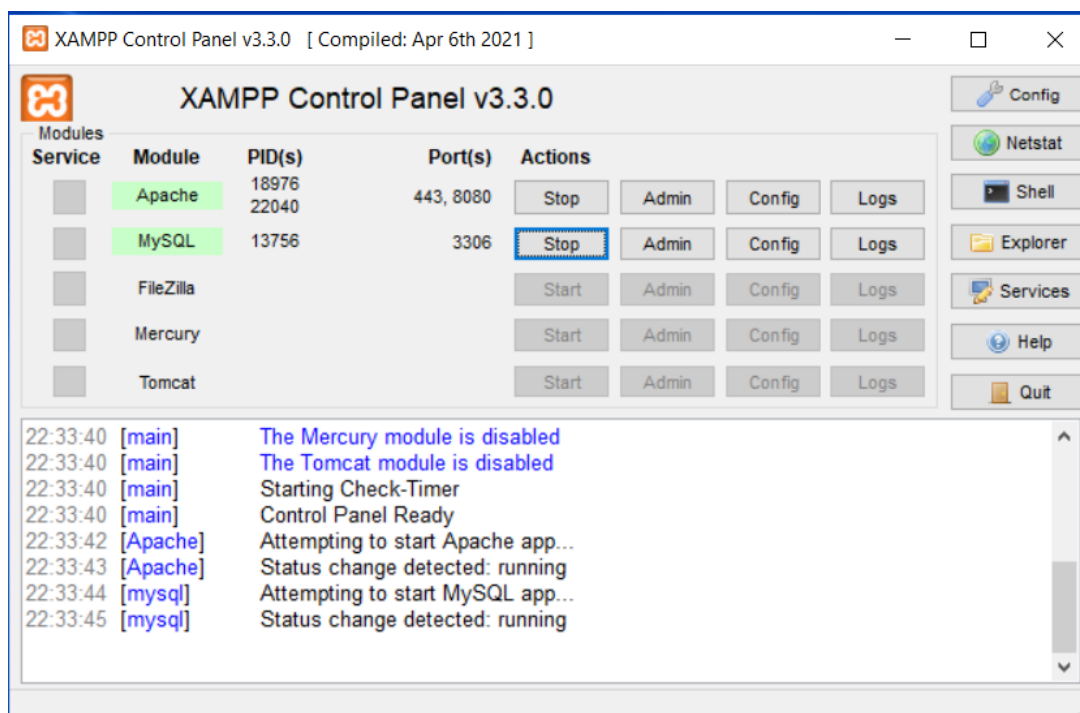 XAMPP Control Panel v3.3.0 [ Compiled: Apr 6th 2021 ]
XAMPP Control Panel v3.3.0
Config
Netstat
Shell
Explorer
Services
Help
Quit
Modules
Service Module PID(s) Port(s) Actions
Apache 18976 22040 443, 8080 Stop Admin Config Logs
MySQL 13756 3306 Stop Admin Config Logs
FileZilla Start Admin Config Logs
Mercury Start Admin Config Logs
Tomcat Start Admin Config Logs
22:33:40 [main] The Mercury module is disabled
22:33:40 [main] The Tomcat module is disabled
22:33:40 [main] Starting Check-Timer
22:33:40 [main] Control Panel Ready
22:33:42 [Apache] Attempting to start Apache app...
22:33:43 [Apache] Status change detected: running
22:33:44 [mysql] Attempting to start MySQL app...
22:33:45 [mysql] Status change detected: running